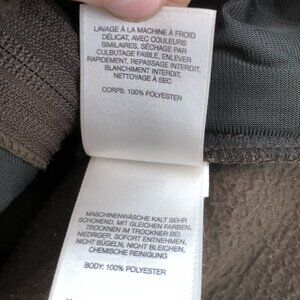 LAVAGE À LA MACHINE À FROID
DÉLICAT, AVEC COULEURS
SIMILAIRES, SÉCHAGE PAR
CULBUTAGE FAIBLE, ENLEVER
RAPIDEMENT, REPASSAGE INTERDIT,
BLANCHIMENT INTERDIT,
NETTOYAGE À SEC
CORPS: 100% POLYESTER
MASCHINENWÄSCHE KALT SEHR
SCHONEND, MIT GLEICHEN FARBEN,
TROCKNEN IM TROCKNER BEI
NIEDRIGER, SOFORT ENTNEHMEN,
NICHT BÜGELN, NICHT BLEICHEN,
CHEMISCHE REINIGUNG
BODY: 100% POLYESTER